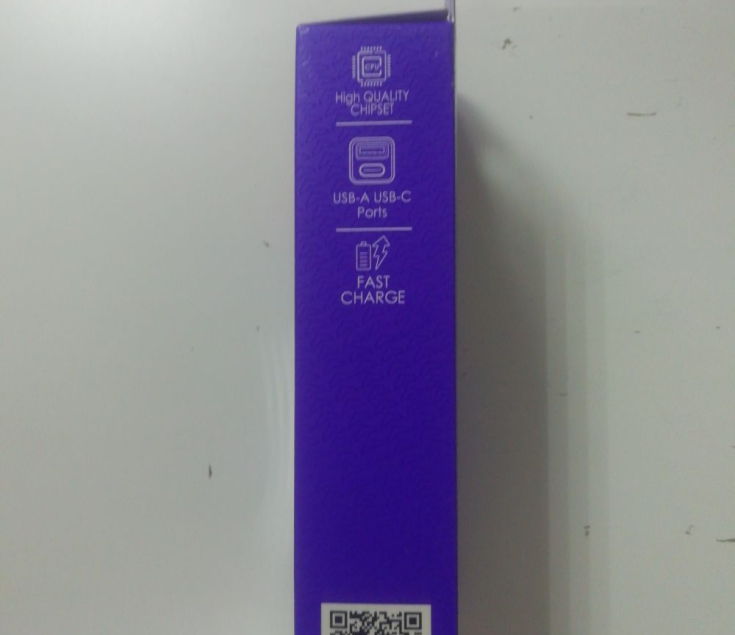 CPU
High QUALITY
CHIPSET
USB-A USB-C
Ports
FAST
CHARGE